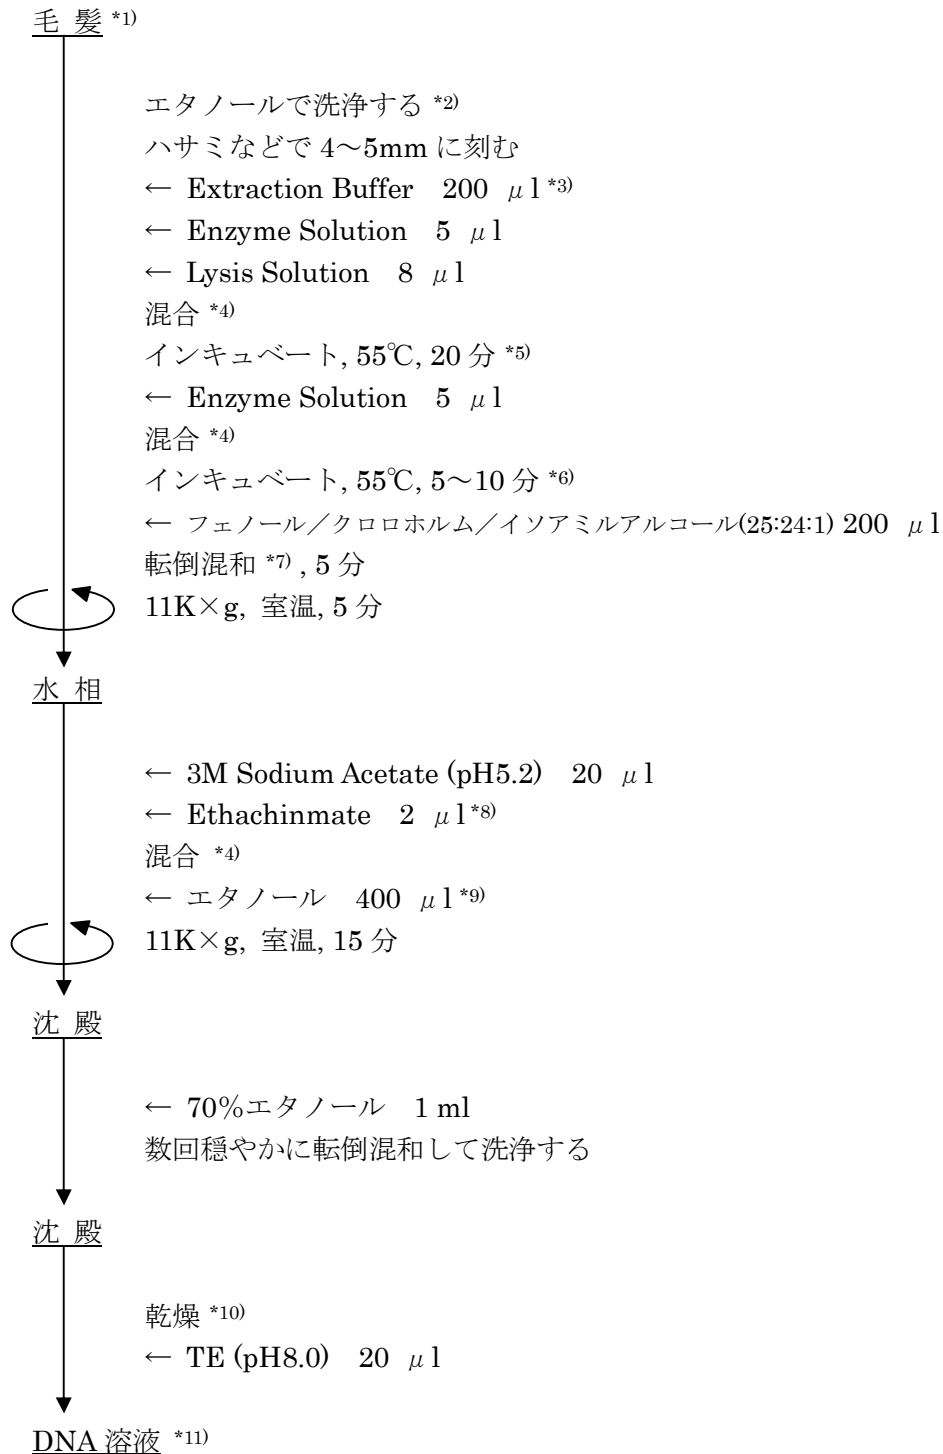 毛 髪 *1)
エタノールで洗浄する *2)
ハサミなどで 4〜5mm に刻む
← Extraction Buffer 200 μl *3)
← Enzyme Solution 5 μl
← Lysis Solution 8 μl
混合 *4)
インキュベート, 55℃, 20 分 *5)
← Enzyme Solution 5 μl
混合 *4)
インキュベート, 55℃, 5〜10 分 *6)
← フェノール／クロロホルム／イソアミルアルコール(25:24:1) 200 μl
転倒混和 *7) , 5 分
11K×g, 室温, 5 分
水 相
← 3M Sodium Acetate (pH5.2) 20 μl
← Ethachinmate 2 μl *8)
混合 *4)
← エタノール 400 μl *9)
11K×g, 室温, 15 分
沈 殿
← 70％エタノール 1 ml
数回穏やかに転倒混和して洗浄する
沈 殿
乾燥 *10)
← TE (pH8.0) 20 μl
DNA 溶液 *11)